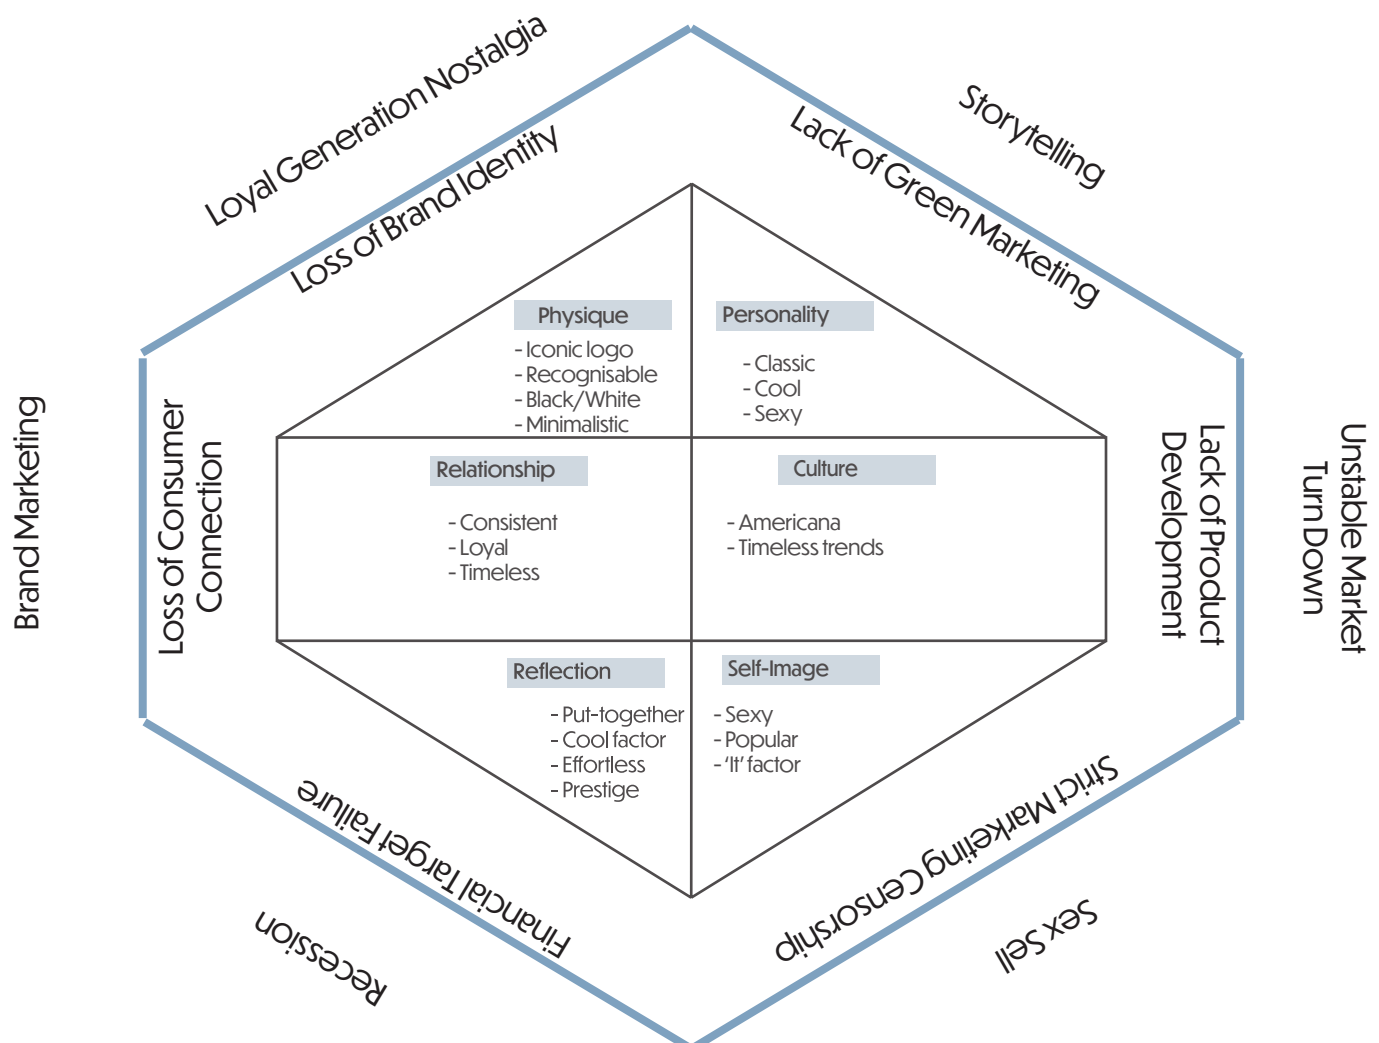 Loyal Generation Nostalgia
Loss of Brand Identity
Storytelling
Lack of Green Marketing
Physique
- Iconic logo
- Recognisable
- Black/White
- Minimalistic
Personality
- Classic
- Cool
- Sexy
Brand Marketing
Loss of Consumer
Connection
Relationship
- Consistent
- Loyal
- Timeless
Culture
- Americana
- Timeless trends
Lack of Product
Development
Unstable Market
Turn Down
Reflection
- Put-together
- Cool factor
- Effortless
- Prestige
Self-Image
- Sexy
- Popular
- ‘It’ factor
Financial Target Failure
Recession
Strict Marketing Censorship
Sex Sell